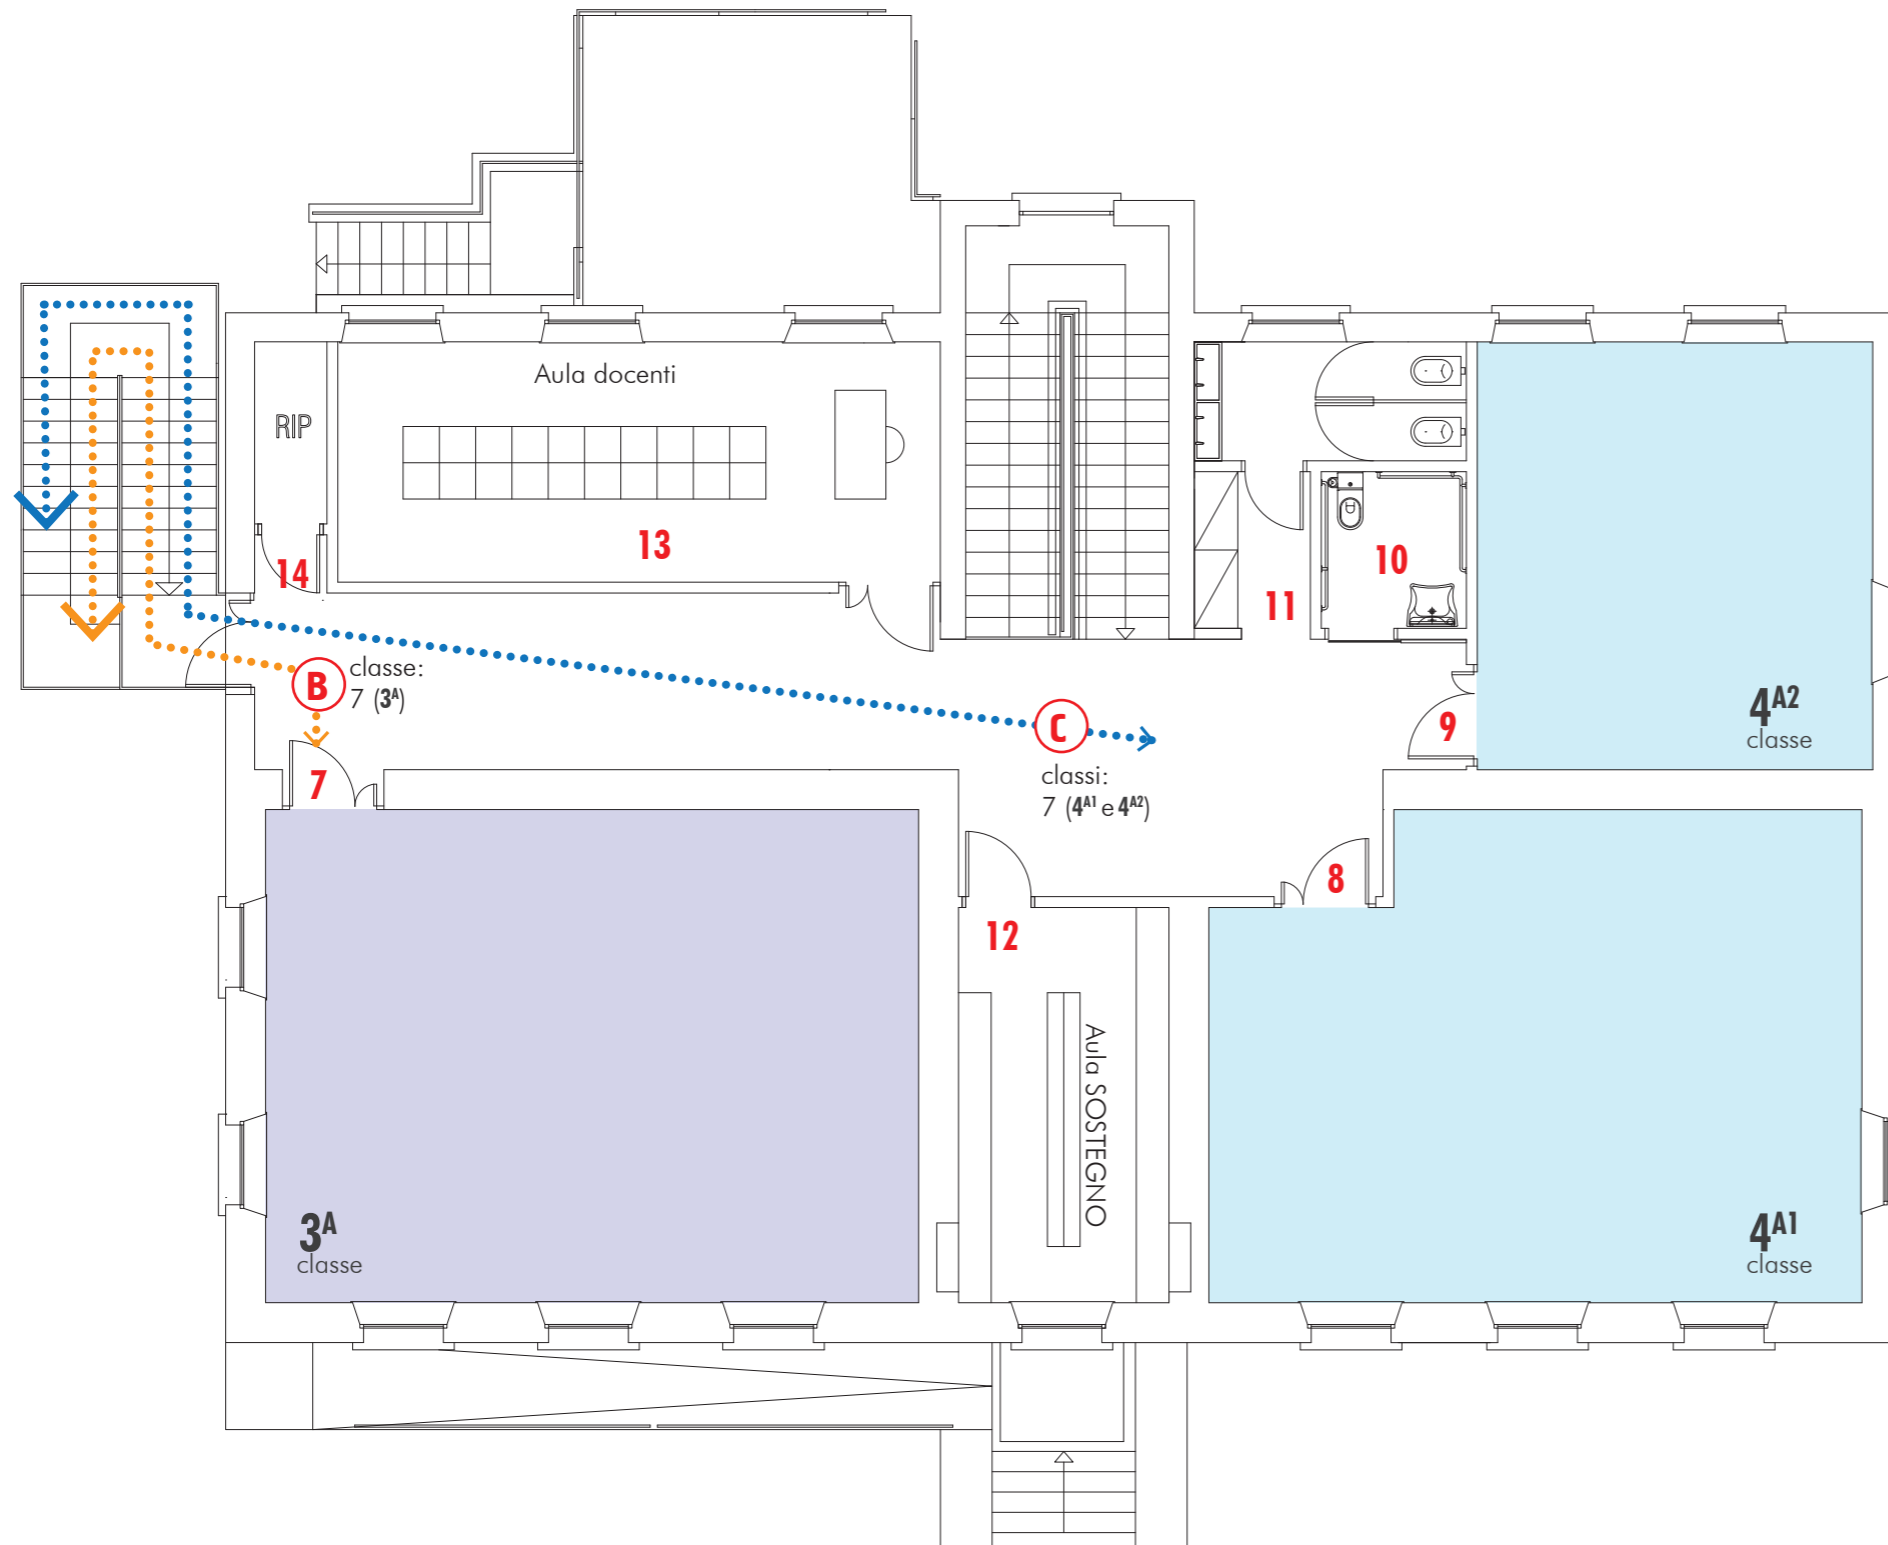 Aula docenti
RIP
13
14
10
11
B
classe:
7 (3ᴬ)
C
classi:
7 (4ᴬ¹ e 4ᴬ²)
9
4ᴬ²
classe
7
8
12
Aula SOSTEGNO
3ᴬ
classe
4ᴬ¹
classe